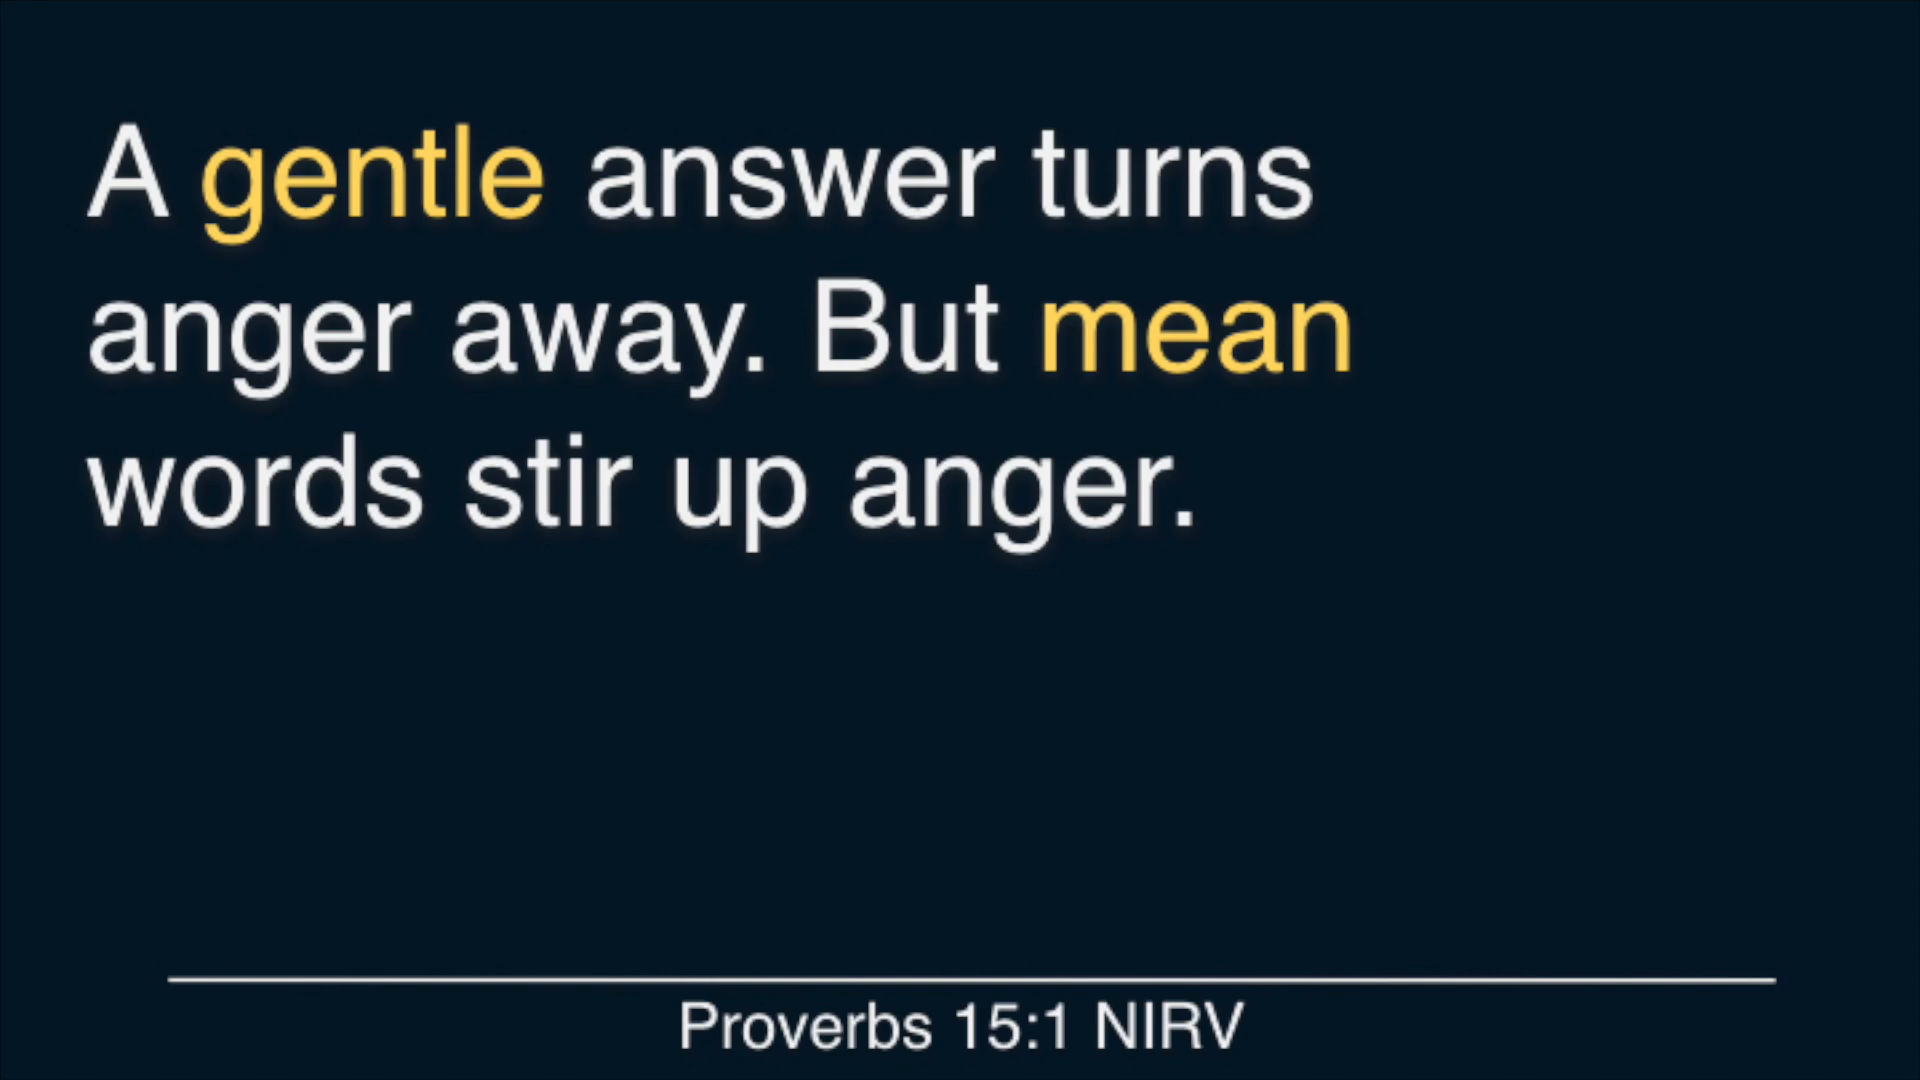 A gentle answer turns
anger away. But mean
words stir up anger.
Proverbs 15:1 NIRV